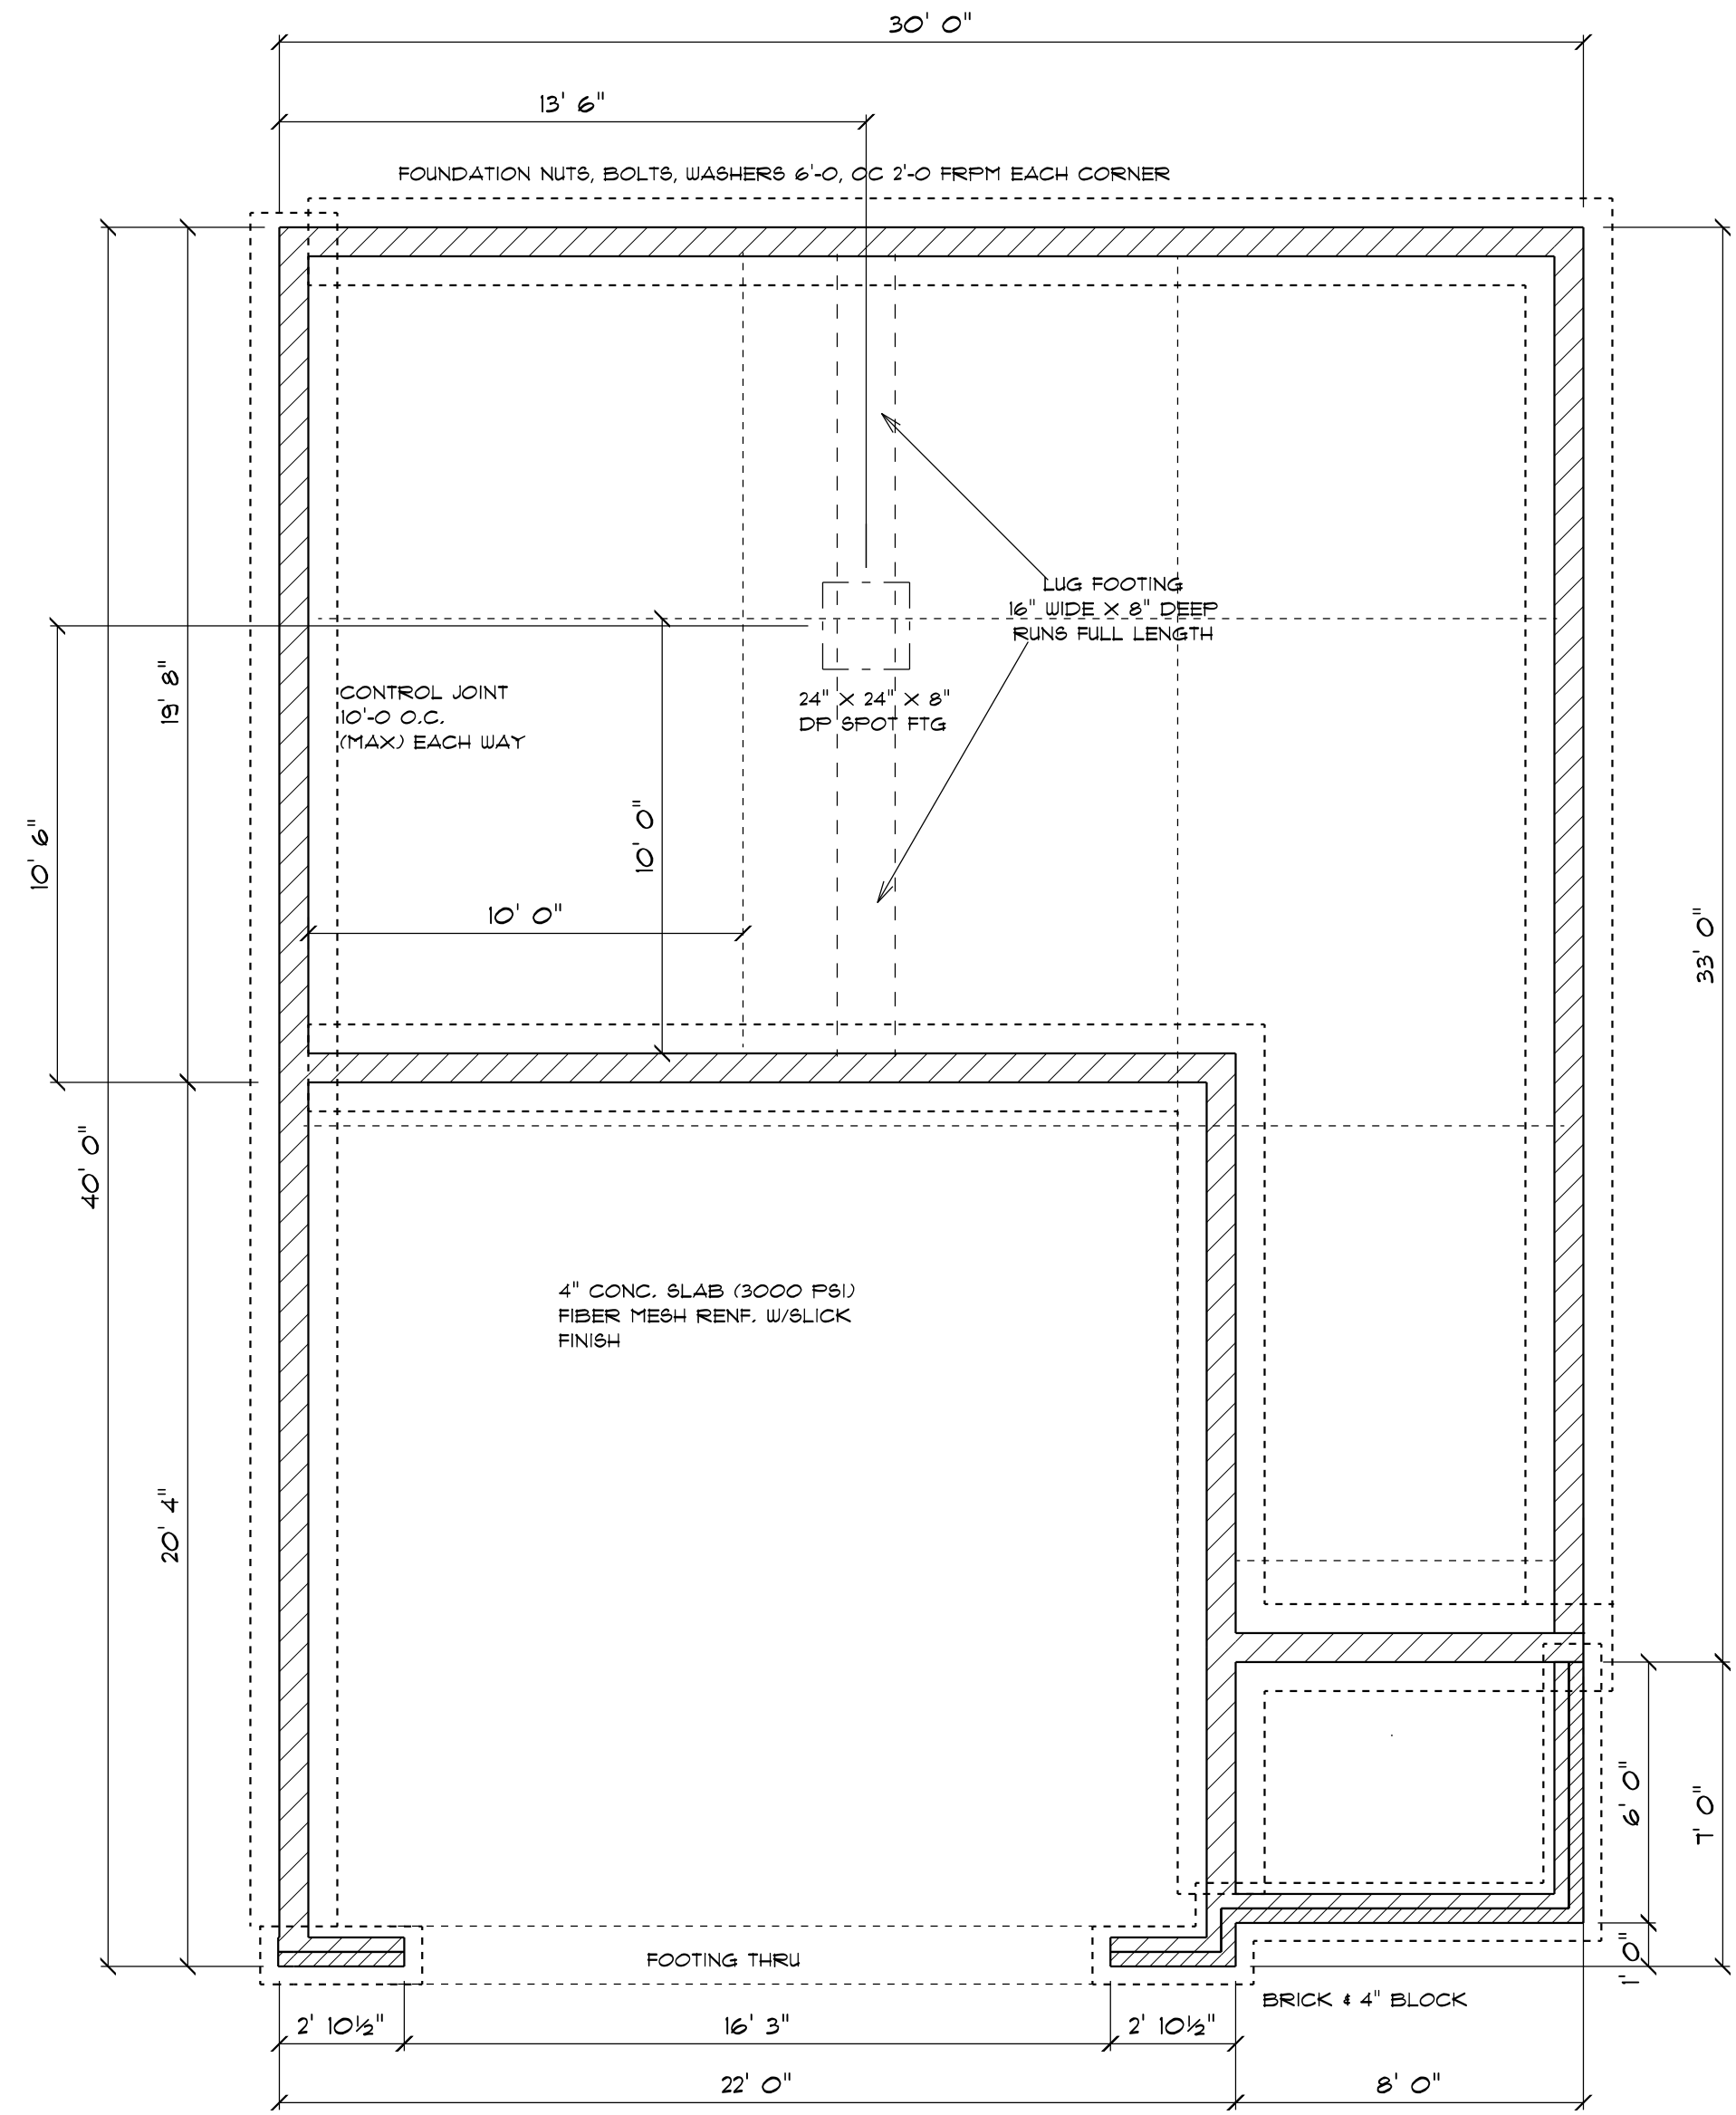 30' 0"
13' 6"
FOUNDATION NUTS, BOLTS, WASHERS 6'-0, OC 2'-0 FRPM EACH CORNER
LUG FOOTING
16" WIDE X 8" DEEP
RUNS FULL LENGTH
19' 8"
CONTROL JOINT
10'-0 O.C.
(MAX) EACH WAY
24" X 24" X 8"
DP SPOT FTG
10' 6"
10' 0"
10' 0"
33' 0"
40' 0"
4" CONC. SLAB (3000 PSI)
FIBER MESH RENF. W/SLICK
FINISH
20' 4"
6' 0"
7' 0"
1' 0"
FOOTING THRU
BRICK & 4" BLOCK
2' 10½"
16' 3"
2' 10½"
22' 0"
8' 0"